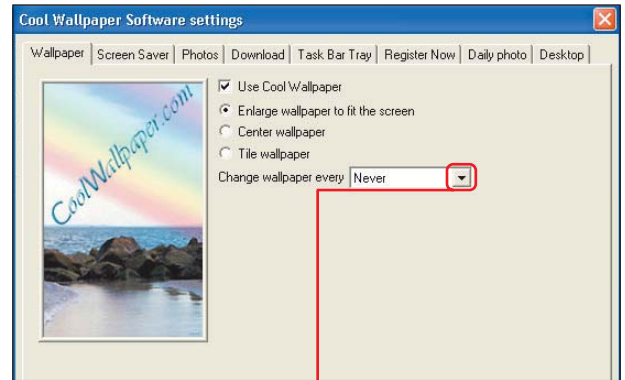 Cool Wallpaper Software settings
Wallpaper Screen Saver Photos Download Task Bar Tray Register Now Daily photo Desktop
CoolWallpaper.com
Use Cool Wallpaper
Enlarge wallpaper to fit the screen
Center wallpaper
Tile wallpaper
Change wallpaper every Never